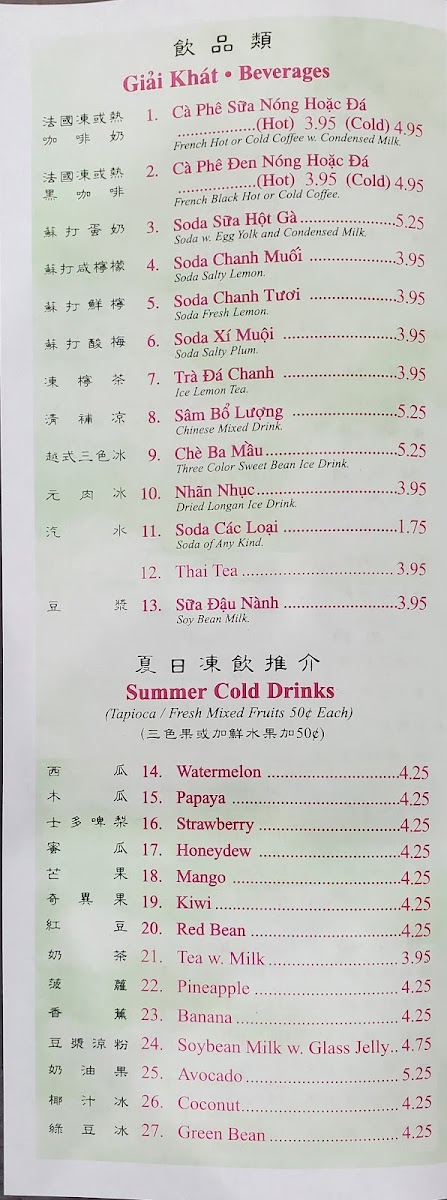 飲品類
Giải Khát • Beverages
法國凍或熱 1. Cà Phê Sữa Nóng Hoặc Đá
咖啡奶 ..................(Hot) 3.95 (Cold) 4.95
French Hot or Cold Coffee w. Condensed Milk.
法國凍或熱 2. Cà Phê Đen Nóng Hoặc Đá
黑咖啡 ..................(Hot) 3.95 (Cold) 4.95
French Black Hot or Cold Coffee.
蘇打蛋奶 3. Soda Sữa Hột Gà......................5.25
Soda w. Egg Yolk and Condensed Milk.
蘇打咸檸檬 4. Soda Chanh Muối ....................3.95
Soda Salty Lemon.
蘇打鮮檸 5. Soda Chanh Tươi ....................3.95
Soda Fresh Lemon.
蘇打酸梅 6. Soda Xí Muội ..........................3.95
Soda Salty Plum.
凍檸茶 7. Trà Đá Chanh ..........................3.95
Ice Lemon Tea.
清補凉 8. Sâm Bổ Lượng ........................5.25
Chinese Mixed Drink.
越式三色冰 9. Chè Ba Mầu.............................5.25
Three Color Sweet Bean Ice Drink.
元肉冰 10. Nhãn Nhục...............................3.95
Dried Longan Ice Drink.
汽水 11. Soda Các Loại ..........................1.75
Soda of Any Kind.
12. Thai Tea ...................................3.95
豆漿 13. Sữa Đậu Nành ..........................3.95
Soy Bean Milk.
夏日凍飲推介
Summer Cold Drinks
(Tapioca / Fresh Mixed Fruits 50¢ Each)
(三色果或加鮮水果加50¢)
西瓜 14. Watermelon ..............................4.25
木瓜 15. Papaya ....................................4.25
士多啤梨 16. Strawberry ..............................4.25
蜜瓜 17. Honeydew ...............................4.25
芒果 18. Mango .....................................4.25
奇異果 19. Kiwi.........................................4.25
紅豆 20. Red Bean .................................4.25
奶茶 21. Tea w. Milk ..............................3.95
菠蘿 22. Pineapple ................................4.25
香蕉 23. Banana ....................................4.25
豆漿涼粉 24. Soybean Milk w. Glass Jelly.. 4.75
奶油果 25. Avocado ..................................5.25
椰汁冰 26. Coconut...................................4.25
綠豆冰 27. Green Bean ..............................4.25